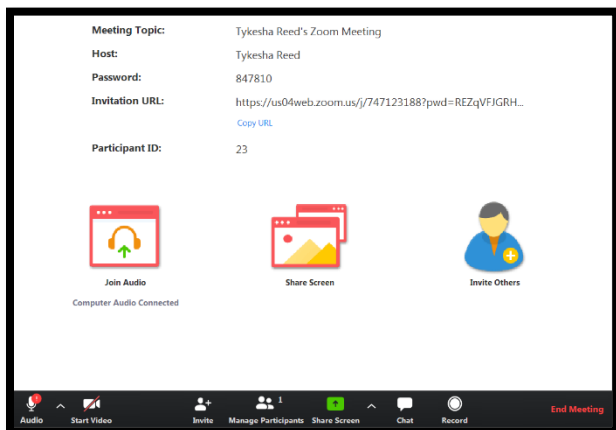 Meeting Topic: Tykesha Reed's Zoom Meeting
Host: Tykesha Reed
Password: 847810
Invitation URL: https://us04web.zoom.us/j/747123188?pwd=REZqVFJGRH...
Copy URL
Participant ID: 23
Join Audio Share Screen Invite Others
Computer Audio Connected
1
Audio Start Video Invite Manage Participants Share Screen Chat Record End Meeting